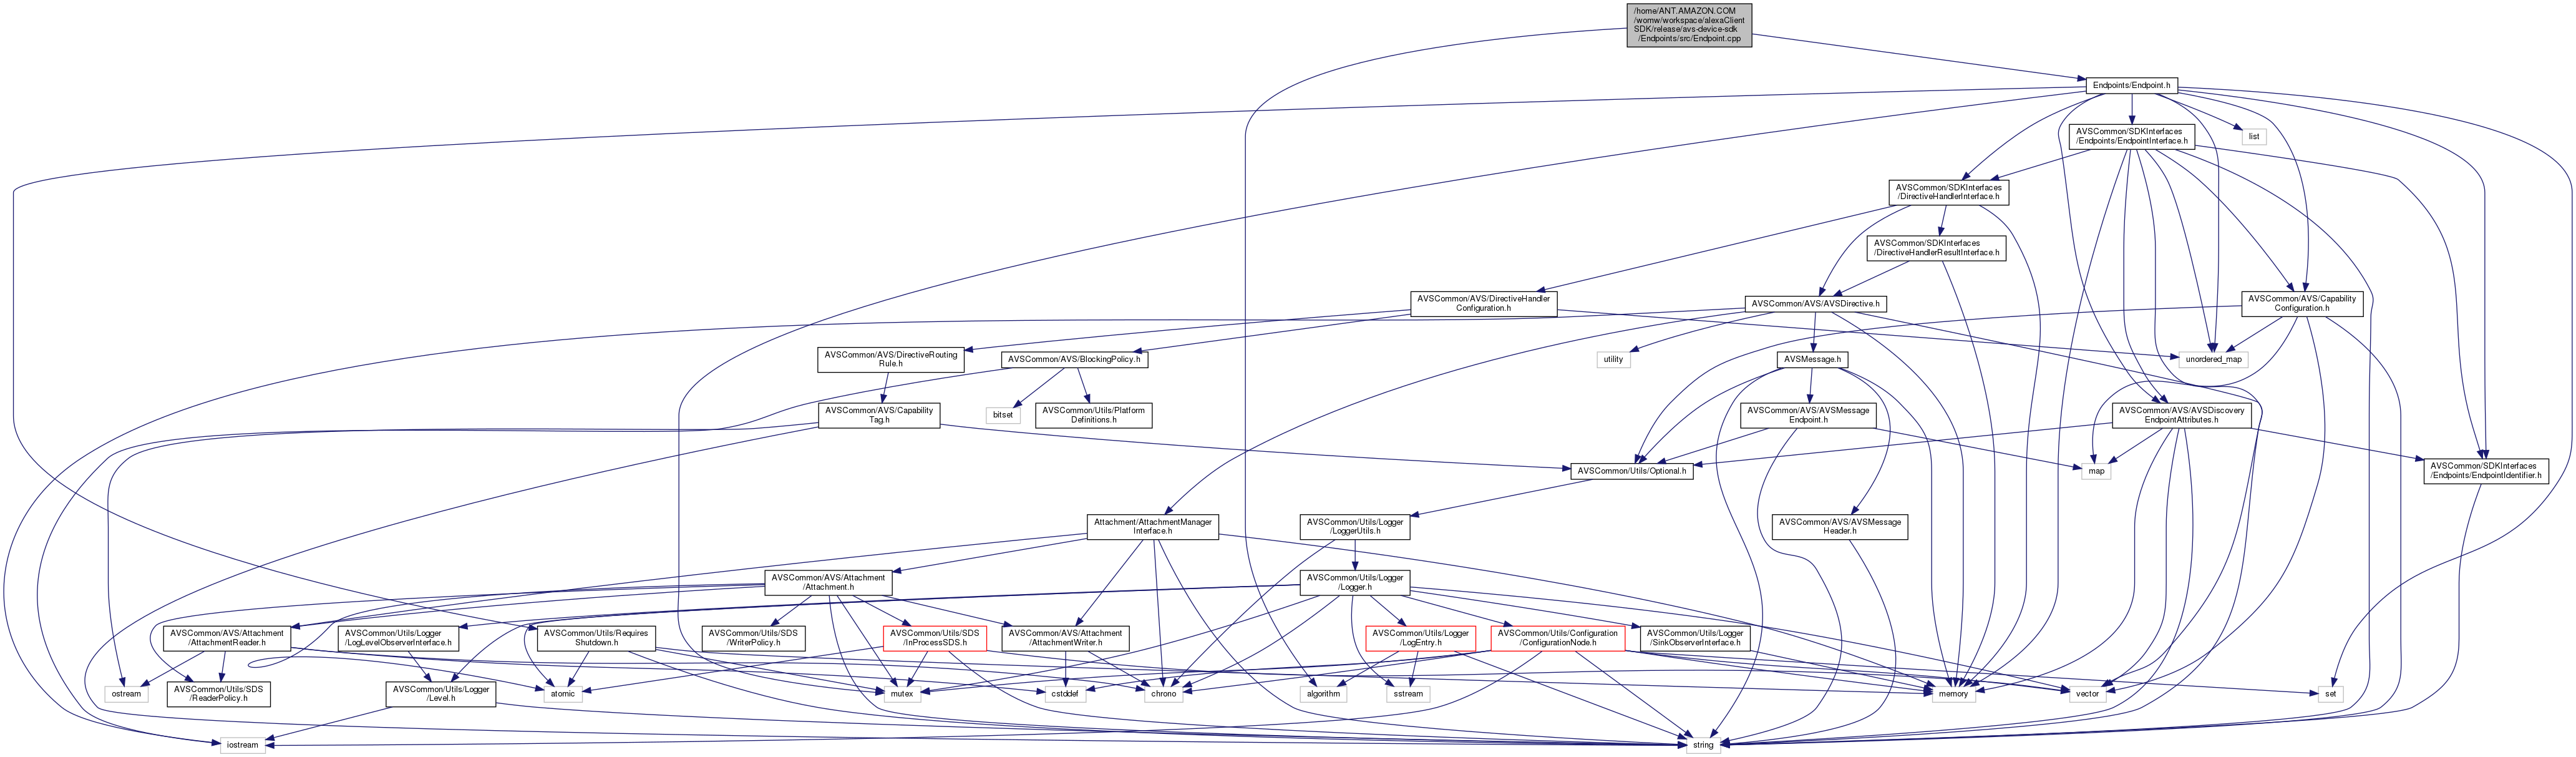 /home/ANT.AMAZON.COM
/womw/workspace/alexaClient
SDK/release/avs-device-sdk
/Endpoints/src/Endpoint.cpp
Endpoints/Endpoint.h
AVSCommon/SDKInterfaces
/Endpoints/EndpointInterface.h
list
AVSCommon/SDKInterfaces
/DirectiveHandlerInterface.h
AVSCommon/SDKInterfaces
/DirectiveHandlerResultInterface.h
AVSCommon/AVS/DirectiveHandler
Configuration.h
AVSCommon/AVS/AVSDirective.h
AVSCommon/AVS/Capability
Configuration.h
AVSCommon/AVS/DirectiveRouting
Rule.h
AVSCommon/AVS/BlockingPolicy.h
utility
AVSMessage.h
unordered_map
AVSCommon/AVS/Capability
Tag.h
bitset
AVSCommon/Utils/Platform
Definitions.h
AVSCommon/AVS/AVSMessage
Endpoint.h
AVSCommon/AVS/AVSDiscovery
EndpointAttributes.h
AVSCommon/Utils/Optional.h
map
AVSCommon/SDKInterfaces
/Endpoints/EndpointIdentifier.h
Attachment/AttachmentManager
Interface.h
AVSCommon/Utils/Logger
/LoggerUtils.h
AVSCommon/AVS/AVSMessage
Header.h
AVSCommon/AVS/Attachment
/Attachment.h
AVSCommon/Utils/Logger
/Logger.h
AVSCommon/AVS/Attachment
/AttachmentReader.h
AVSCommon/Utils/Logger
/LogLevelObserverInterface.h
AVSCommon/Utils/Requires
Shutdown.h
AVSCommon/Utils/SDS
/WriterPolicy.h
AVSCommon/Utils/SDS
/InProcessSDS.h
AVSCommon/AVS/Attachment
/AttachmentWriter.h
AVSCommon/Utils/Logger
/LogEntry.h
AVSCommon/Utils/Configuration
/ConfigurationNode.h
AVSCommon/Utils/Logger
/SinkObserverInterface.h
ostream
AVSCommon/Utils/SDS
/ReaderPolicy.h
AVSCommon/Utils/Logger
/Level.h
atomic
mutex
cstddef
chrono
algorithm
sstream
memory
vector
set
iostream
string